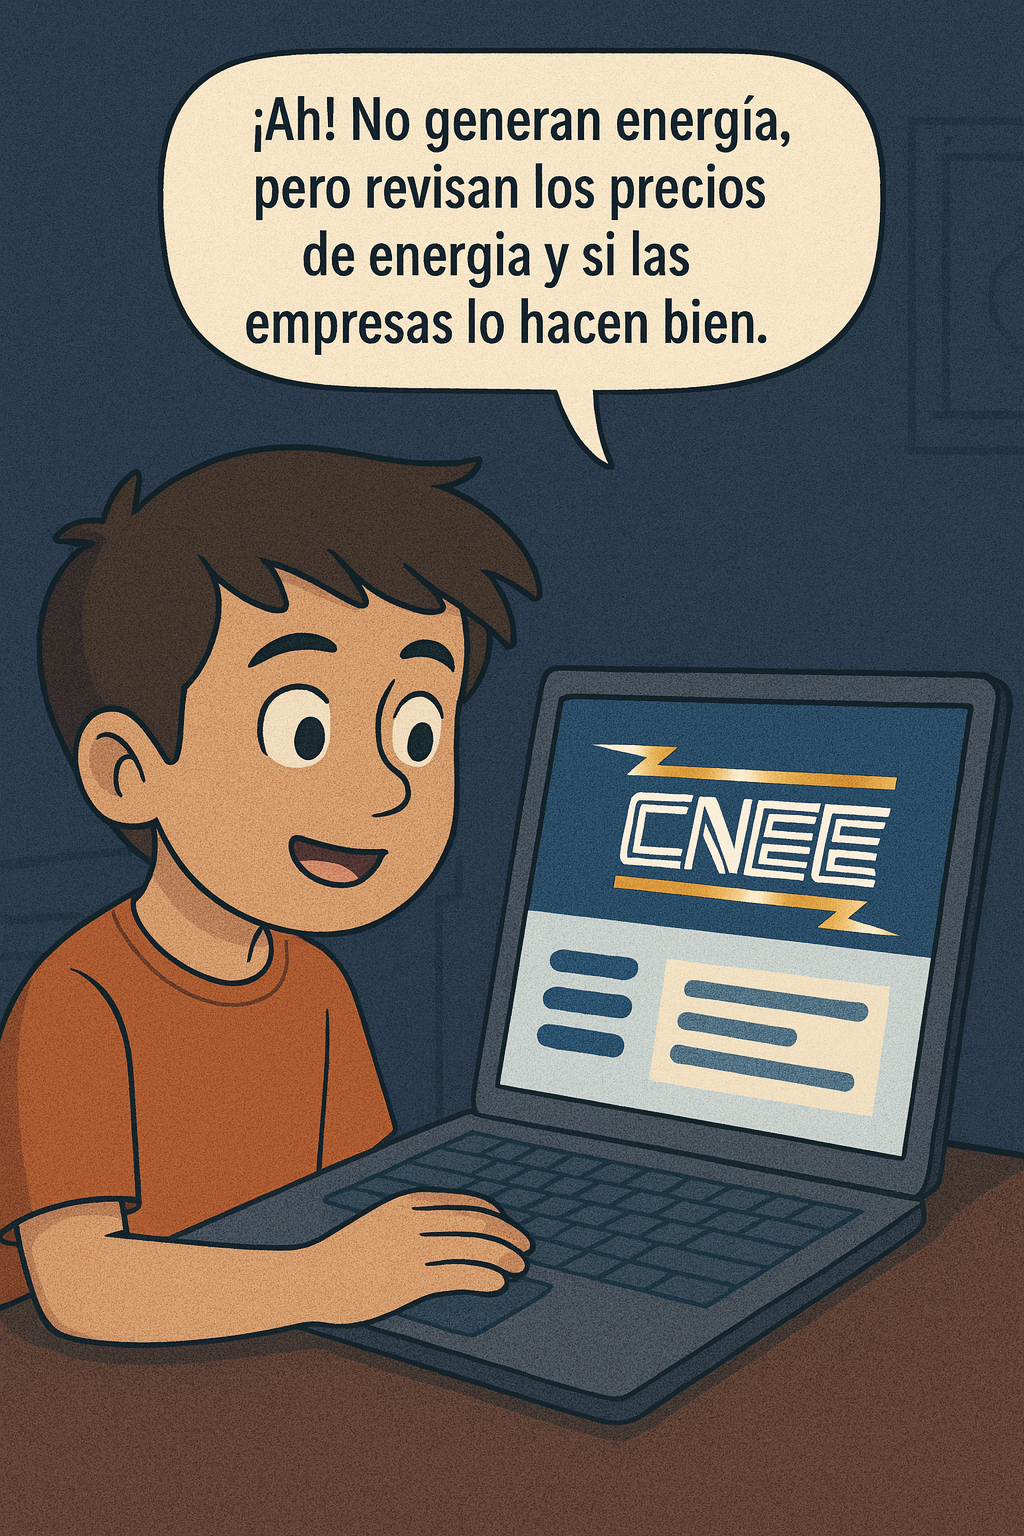 ¡Ah! No generan energía,
pero revisan los precios
de energia y si las
empresas lo hacen bien.
CNEE